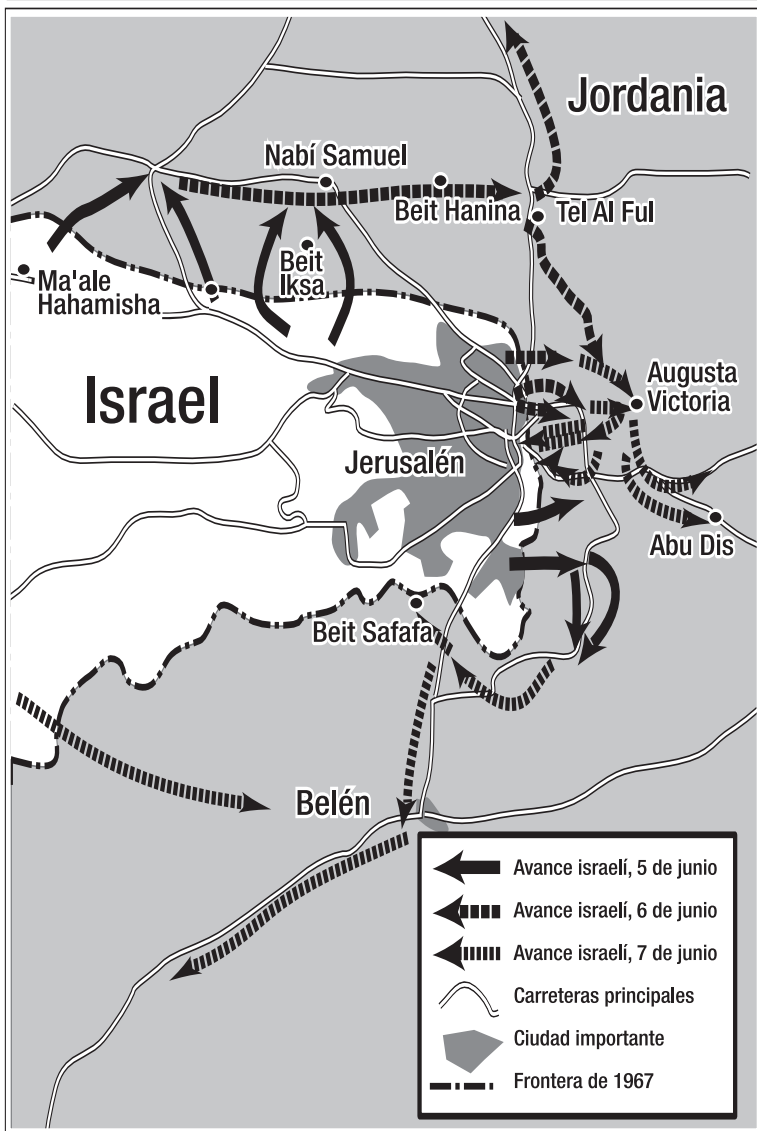 Jordania
Nabí Samuel
Beit Hanina
Tel Al Ful
Ma'ale
Hahamisha
Beit
Iksa
Israel
Augusta
Victoria
Jerusalén
Abu Dis
Beit Safafa
Belén
Avance israelí, 5 de junio
Avance israelí, 6 de junio
Avance israelí, 7 de junio
Carreteras principales
Ciudad importante
Frontera de 1967